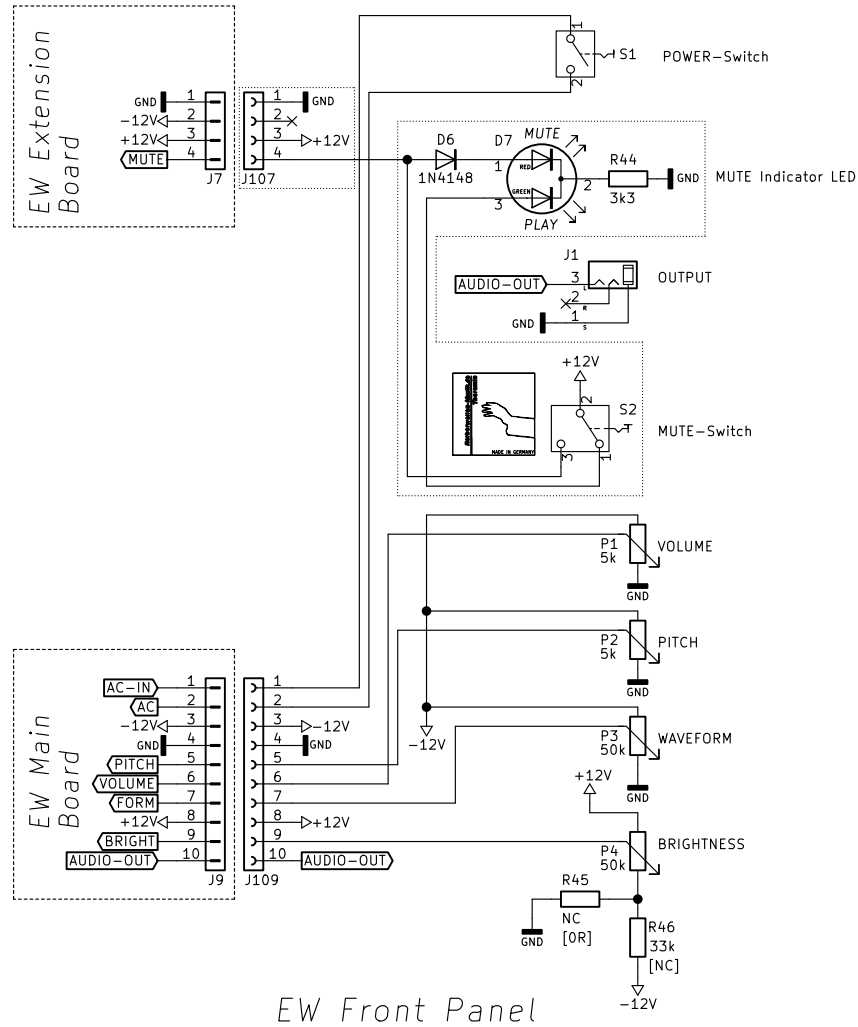 EW Extension
Board
GND 1
-12V 2
+12V 3
MUTE 4
J7
1 GND
2
3 +12V
4
J107
1
S1
2
POWER-Switch
D6
1N4148
D7
MUTE
1
RED
GREEN
2
3
PLAY
R44
3k3
GND
MUTE Indicator LED
J1
AUDIO-OUT 3
L
2
R
GND 1
S
OUTPUT
+12V
2
S2
3
1
MUTE-Switch
Theremin
MADE IN GERMANY
P1
5k
VOLUME
GND
P2
5k
PITCH
GND
-12V
P3
50k
WAVEFORM
GND
+12V
P4
50k
BRIGHTNESS
R45
NC
[0R]
GND
R46
33k
[NC]
-12V
EW Main
Board
AC-IN 1
AC 2
-12V 3
GND 4
PITCH 5
VOLUME 6
FORM 7
+12V 8
BRIGHT 9
AUDIO-OUT 10
J9
1
2
3 -12V
4 GND
5
6
7
8 +12V
9
10 AUDIO-OUT
J109
EW Front Panel